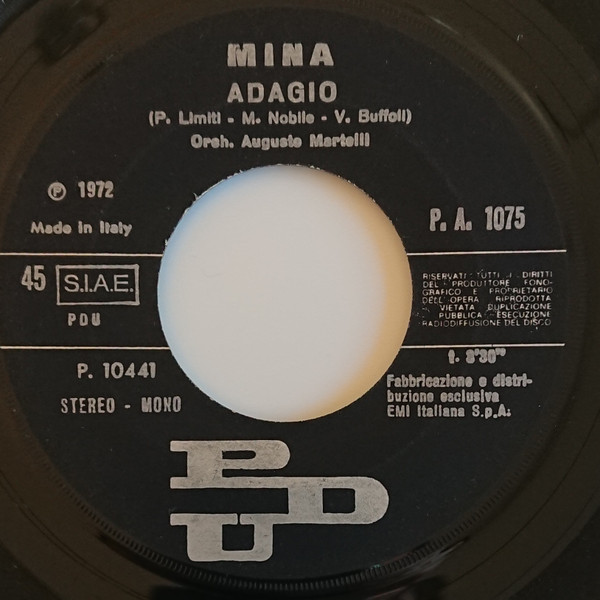 MINA
ADAGIO
(P. Limiti - M. Nobile - V. Buffoli)
Orch. Augusto Martelli
℗ 1972
Made in Italy
P. A. 1075
45 S.I.A.E.
PDU
RISERVATI TUTTI I DIRITTI
DEL PRODUTTORE FONO-
GRAFICO E PROPRIETARIO
DELL'OPERA RIPRODOTTA
VIETATA DUPLICAZIONE
PUBBLICA ESECUZIONE
RADIODIFFUSIONE DEL DISCO
P. 10441
STEREO - MONO
t. 3'30"
Fabbricazione e distri-
buzione esclusiva
EMI Italiana S.p.A.
PDU